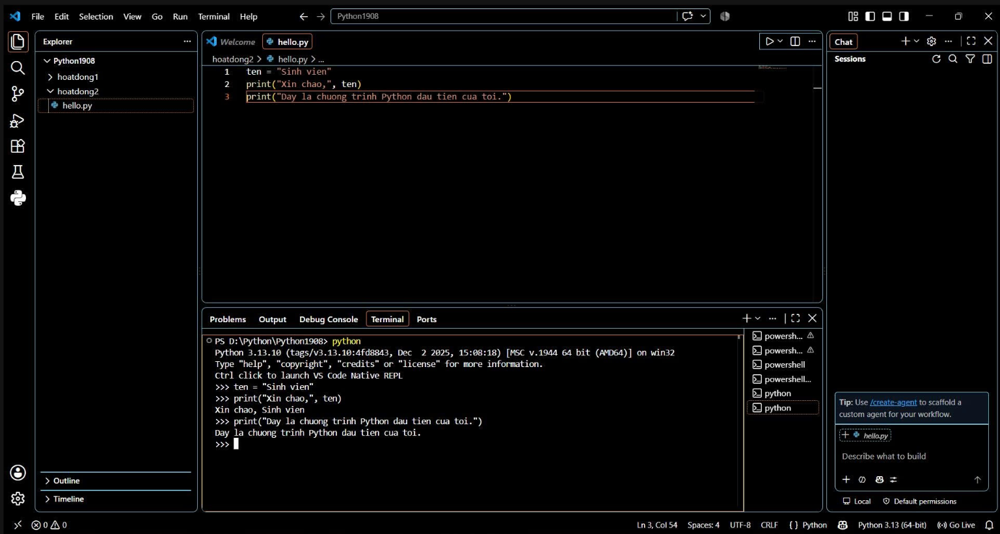 File Edit Selection View Go Run Terminal Help Python1908
Explorer
Python1908
hoatdong1
hoatdong2
hello.py
Outline
Timeline
Welcome hello.py
hoatdong2 > hello.py > ...
1 ten = "Sinh vien"
2 print("Xin chao,", ten)
3 print("Day la chuong trinh Python dau tien cua toi.")
Problems Output Debug Console Terminal Ports
PS D:\Python\Python1908> python
Python 3.13.10 (tags/v3.13.10:4fd8843, Dec  2 2025, 15:08:18) [MSC v.1944 64 bit (AMD64)] on win32
Type "help", "copyright", "credits" or "license" for more information.
Ctrl click to launch VS Code Native REPL
>>> ten = "Sinh vien"
>>> print("Xin chao,", ten)
Xin chao, Sinh vien
>>> print("Day la chuong trinh Python dau tien cua toi.")
Day la chuong trinh Python dau tien cua toi.
>>>
powersh...
powersh...
powershell
powershell...
python
python
Chat
Sessions
Tip: Use /create-agent to scaffold a
custom agent for your workflow.
hello.py
Describe what to build
Local Default permissions
0 0 Ln 3, Col 54 Spaces: 4 UTF-8 CRLF { } Python Python 3.13 (64-bit) Go Live